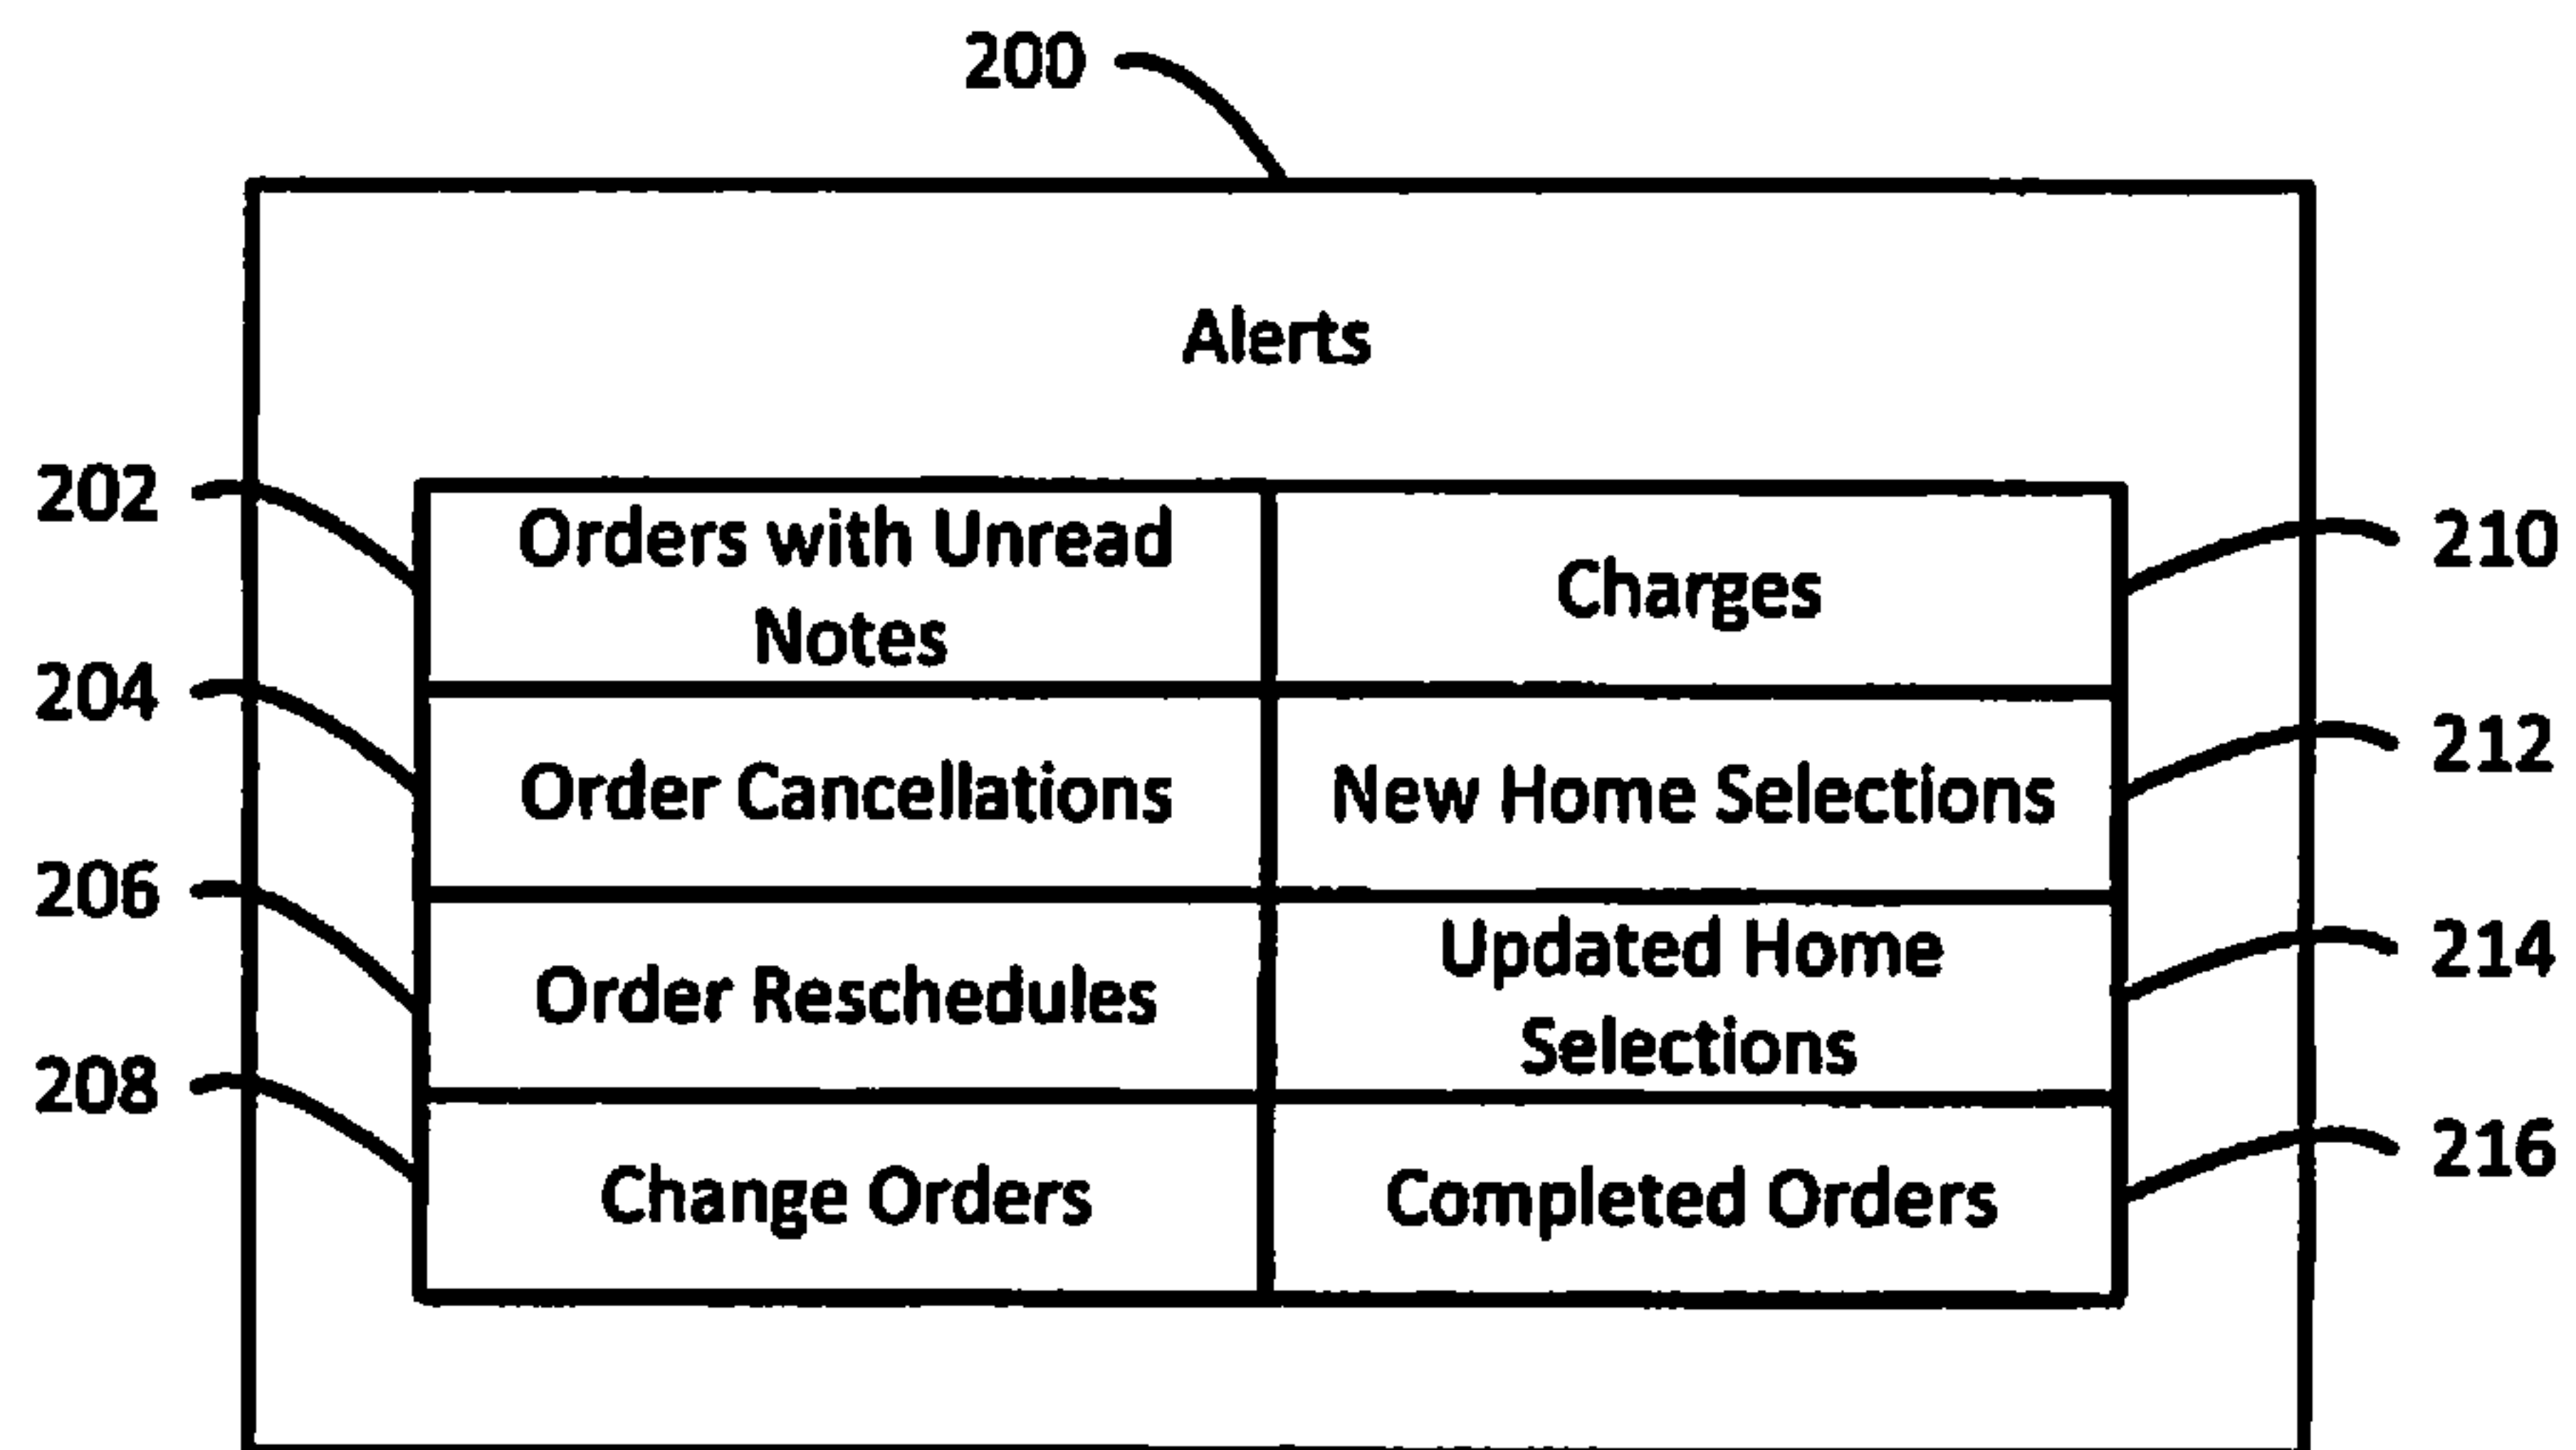 200
Alerts
202
Orders with Unread
Notes
Charges
210
204
Order Cancellations
New Home Selections
212
206
Order Reschedules
Updated Home
Selections
214
208
Change Orders
Completed Orders
216